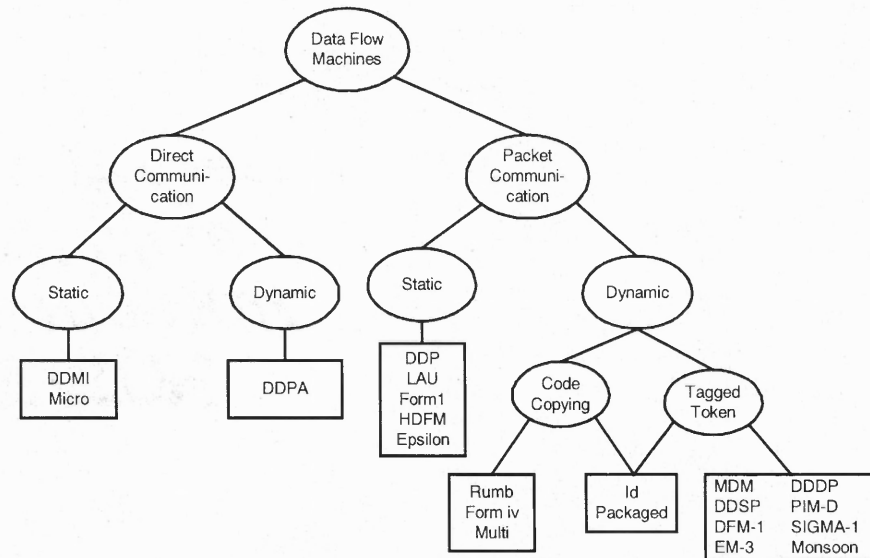 Data Flow
Machines
Direct
Communi-
cation
Packet
Communi-
cation
Static
Dynamic
Static
Dynamic
DDMI
Micro
DDPA
DDP
LAU
Form1
HDFM
Epsilon
Code
Copying
Tagged
Token
Rumb
Form iv
Multi
Id
Packaged
MDM DDDP
DDSP PIM-D
DFM-1 SIGMA-1
EM-3 Monsoon